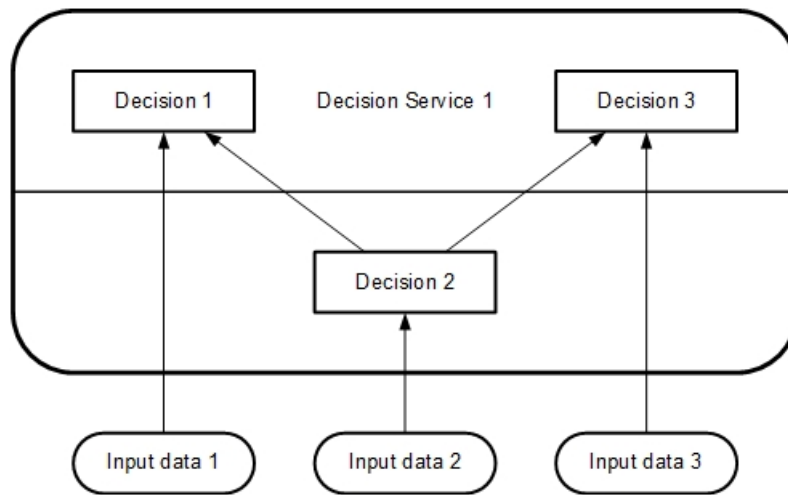 Decision 1
Decision Service 1
Decision 3
Decision 2
Input data 1
Input data 2
Input data 3